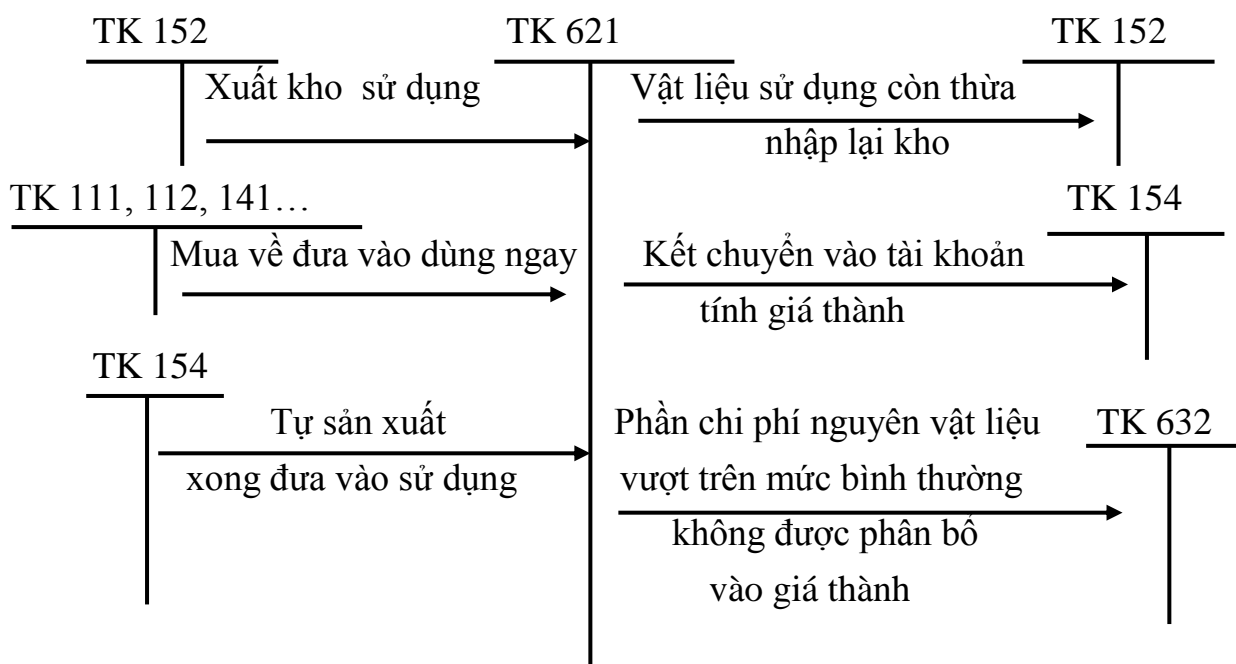 TK 152
TK 621
TK 152
Xuất kho sử dụng
Vật liệu sử dụng còn thừa
nhập lại kho
TK 111, 112, 141…
TK 154
Mua về đưa vào dùng ngay
Kết chuyển vào tài khoản
tính giá thành
TK 154
Tự sản xuất
xong đưa vào sử dụng
Phần chi phí nguyên vật liệu
vượt trên mức bình thường
không được phân bổ
vào giá thành
TK 632